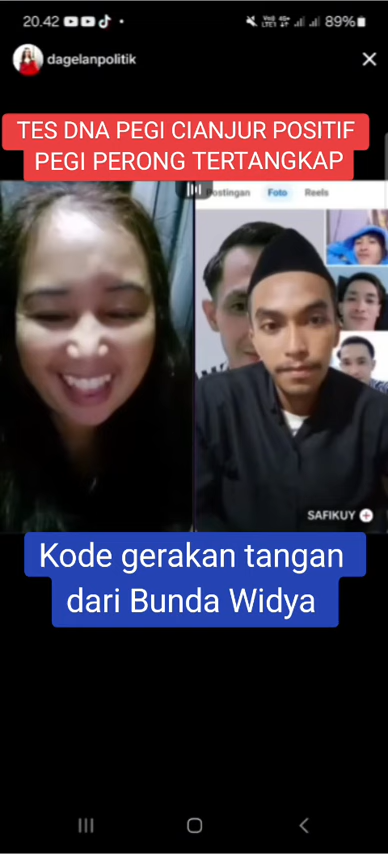 20.42
89%
dagelanpolitik
TES DNA PEGI CIANJUR POSITIF
PEGI PERONG TERTANGKAP
Postingan Foto Reels
SAFIKUY
Kode gerakan tangan
dari Bunda Widya